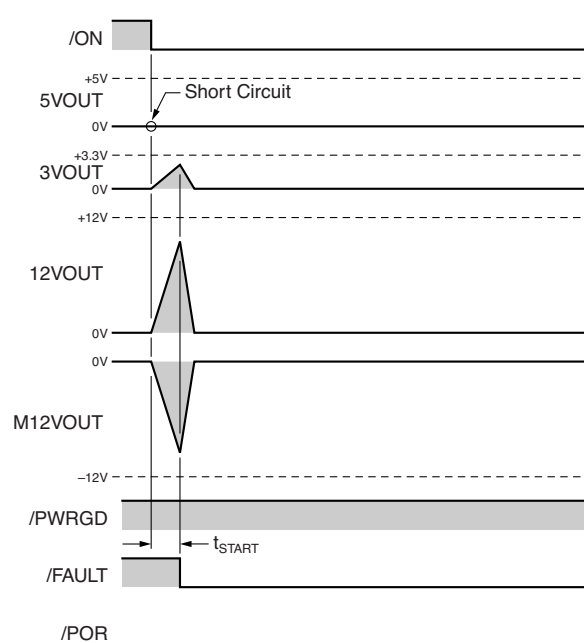 /ON
+5V
5VOUT
Short Circuit
0V
+3.3V
3VOUT
0V
+12V
12VOUT
0V
0V
M12VOUT
–12V
/PWRGD
tSTART
/FAULT
/POR